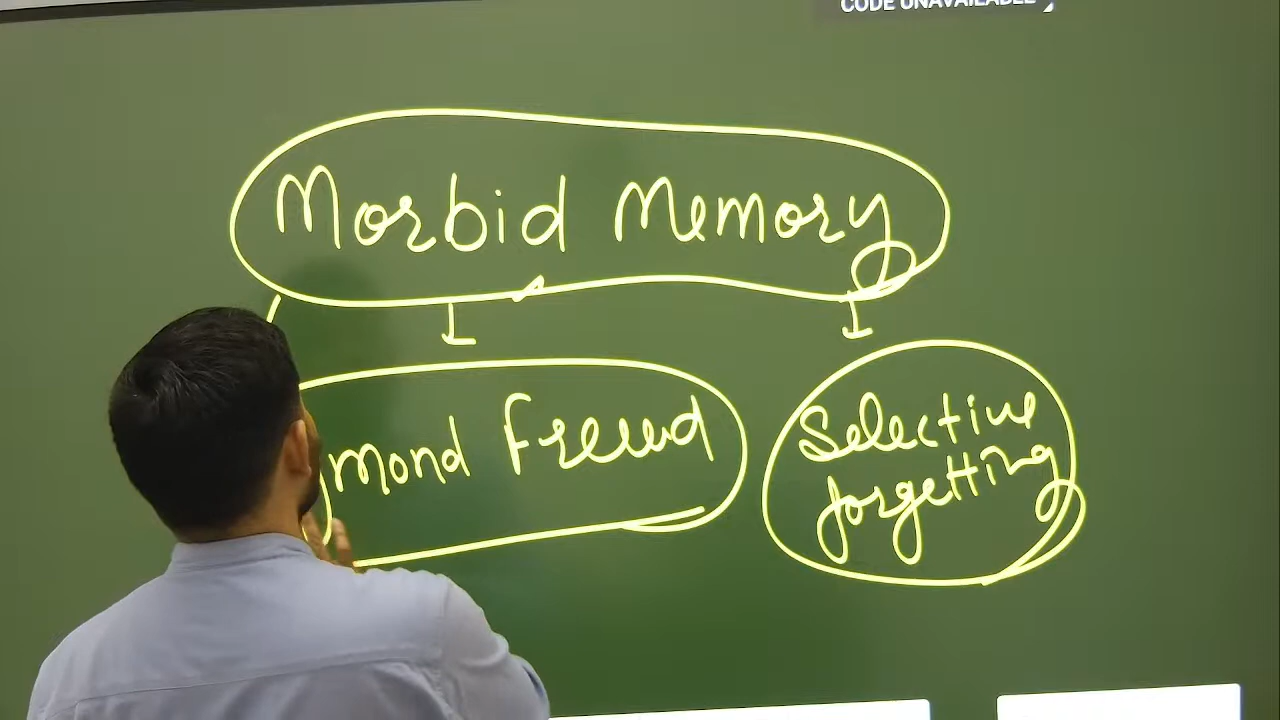 CODE UNAVAILABLE
Morbid Memory
mond Freud
Selective
forgetting